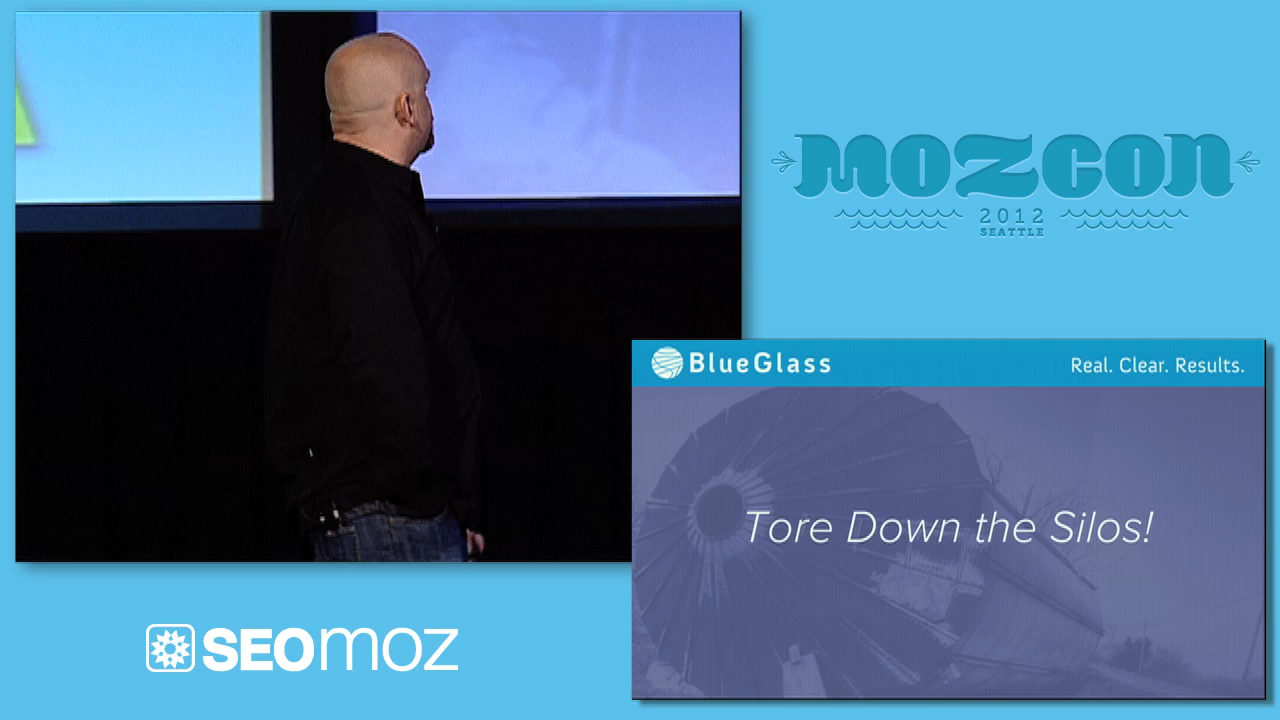 MOZCON
2012
SEATTLE
BlueGlass
Real. Clear. Results.
Tore Down the Silos!
SEOMOZ